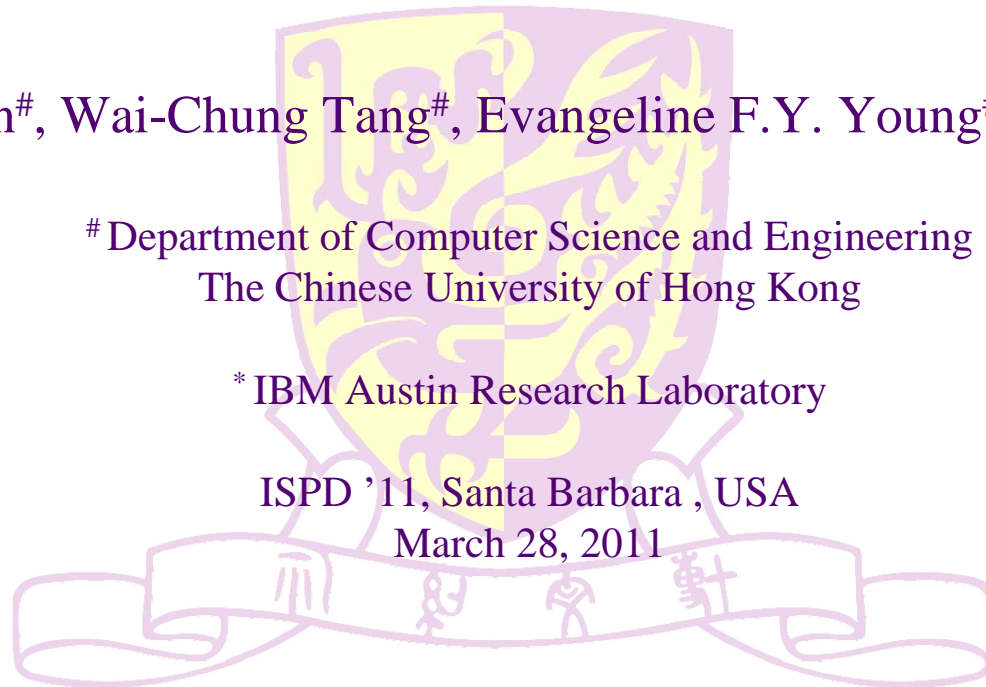 #, Wai-Chung Tang#, Evangeline F.Y. Young
# Department of Computer Science and Engineering
The Chinese University of Hong Kong
* IBM Austin Research Laboratory
ISPD ’11, Santa Barbara , USA
March 28, 2011